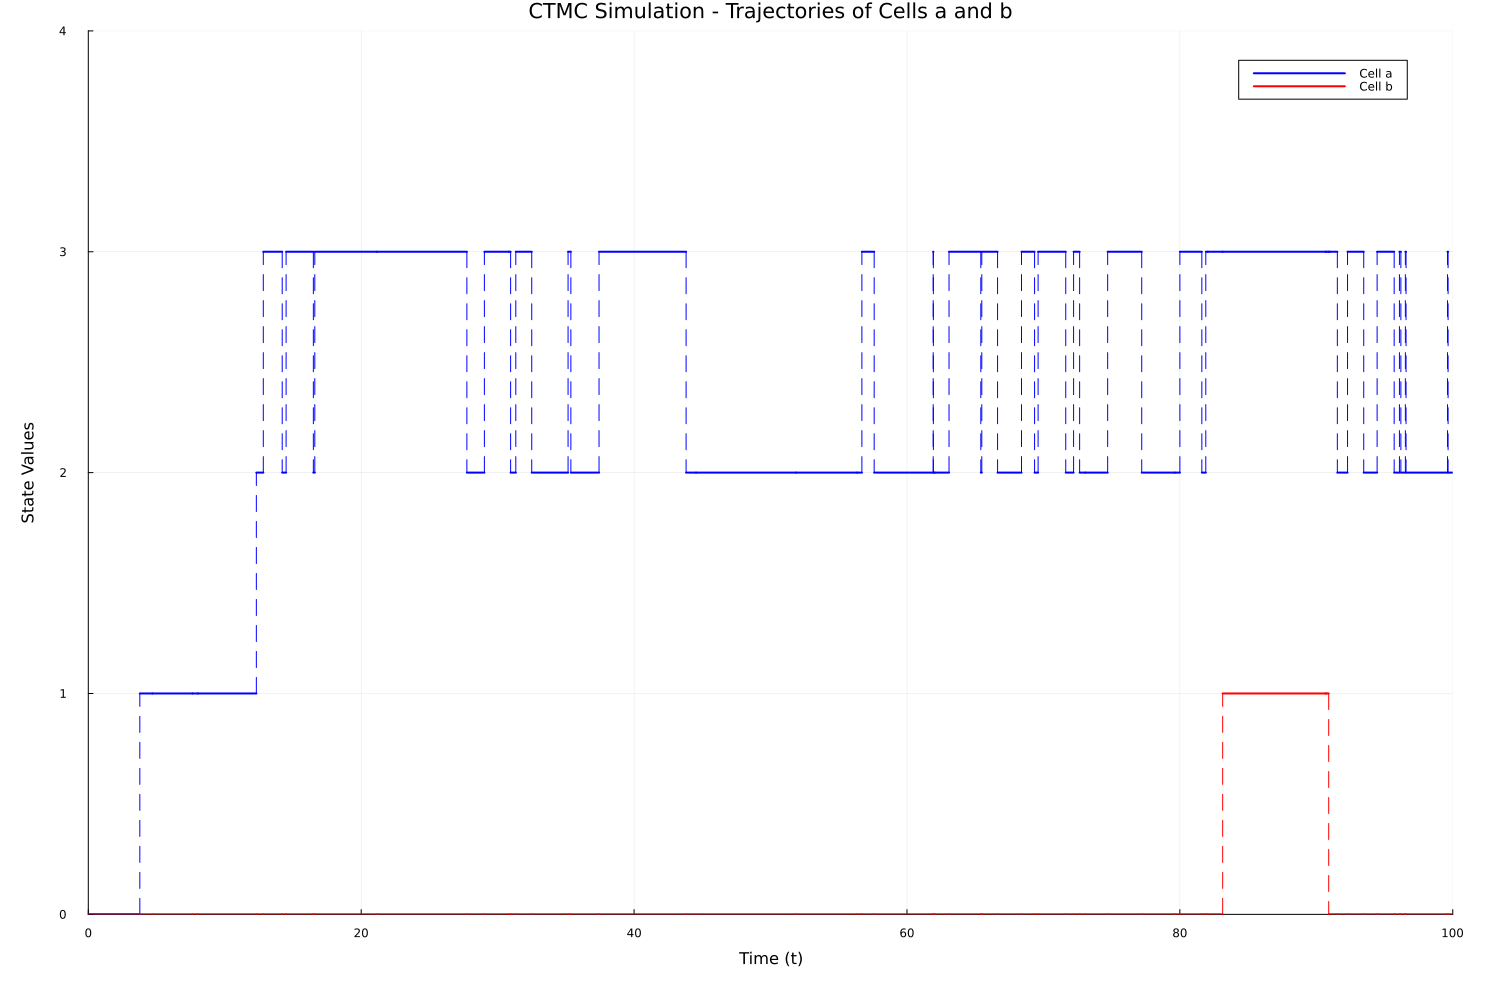 CTMC Simulation - Trajectories of Cells a and b
4
Cell a
Cell b
3
State Values
2
1
0
0 20 40 60 80 100
Time (t)